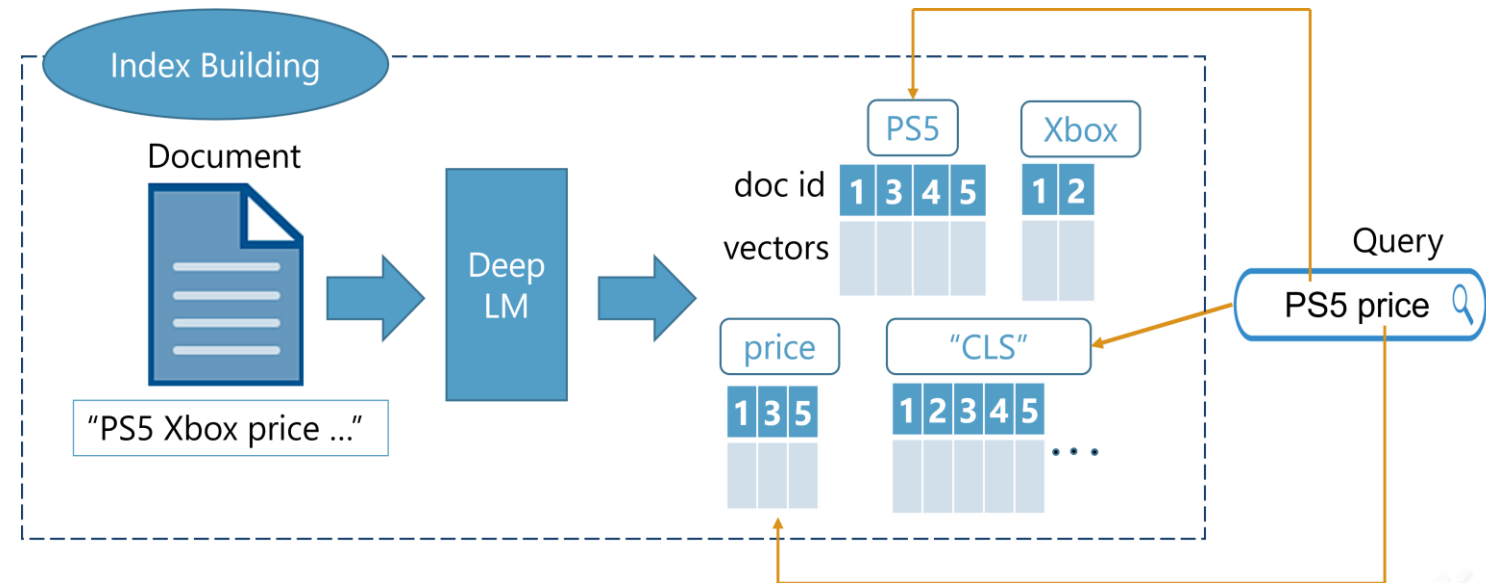 Index Building
Document
“PS5 Xbox price ...”
Deep
LM
PS5
Xbox
doc id
1 3 4 5
1 2
vectors
price
“CLS”
1 3 5
1 2 3 4 5
...
Query
PS5 price